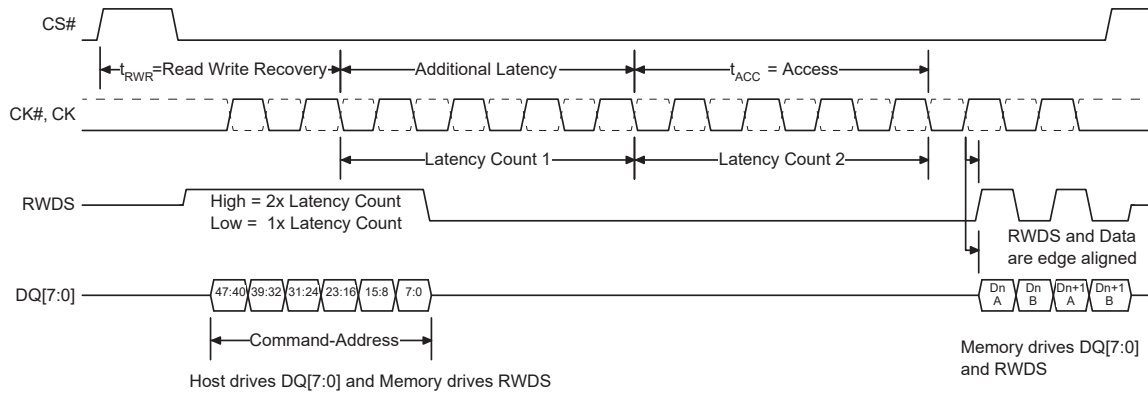 CS#
tRWR=Read Write Recovery
Additional Latency
tACC = Access
CK#, CK
Latency Count 1
Latency Count 2
RWDS
High = 2x Latency Count
Low = 1x Latency Count
RWDS and Data
are edge aligned
DQ[7:0]
47:40 39:32 31:24 23:16 15:8 7:0
Dn A
Dn B
Dn+1 A
Dn+1 B
Command-Address
Host drives DQ[7:0] and Memory drives RWDS
Memory drives DQ[7:0]
and RWDS